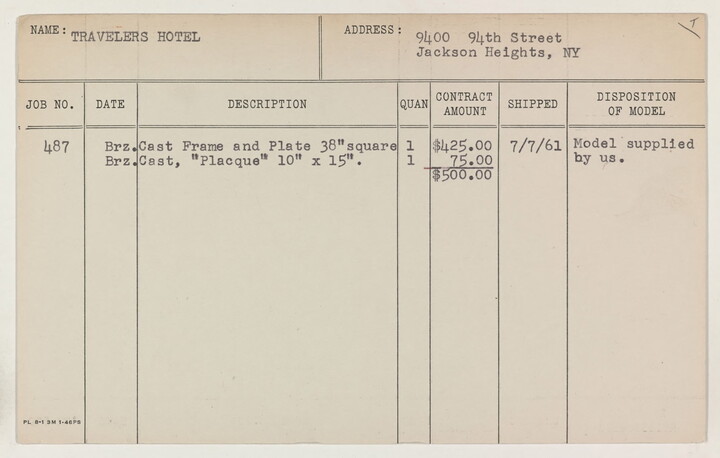 NAME: TRAVELERS HOTEL
ADDRESS: 9400 94th Street
Jackson Heights, NY
T
JOB NO. DATE DESCRIPTION QUAN CONTRACT AMOUNT SHIPPED DISPOSITION OF MODEL
487 Brz. Cast Frame and Plate 38" square 1 $425.00 7/7/61 Model supplied
Brz. Cast, "Placque" 10" x 15". 1 75.00 by us.
$500.00